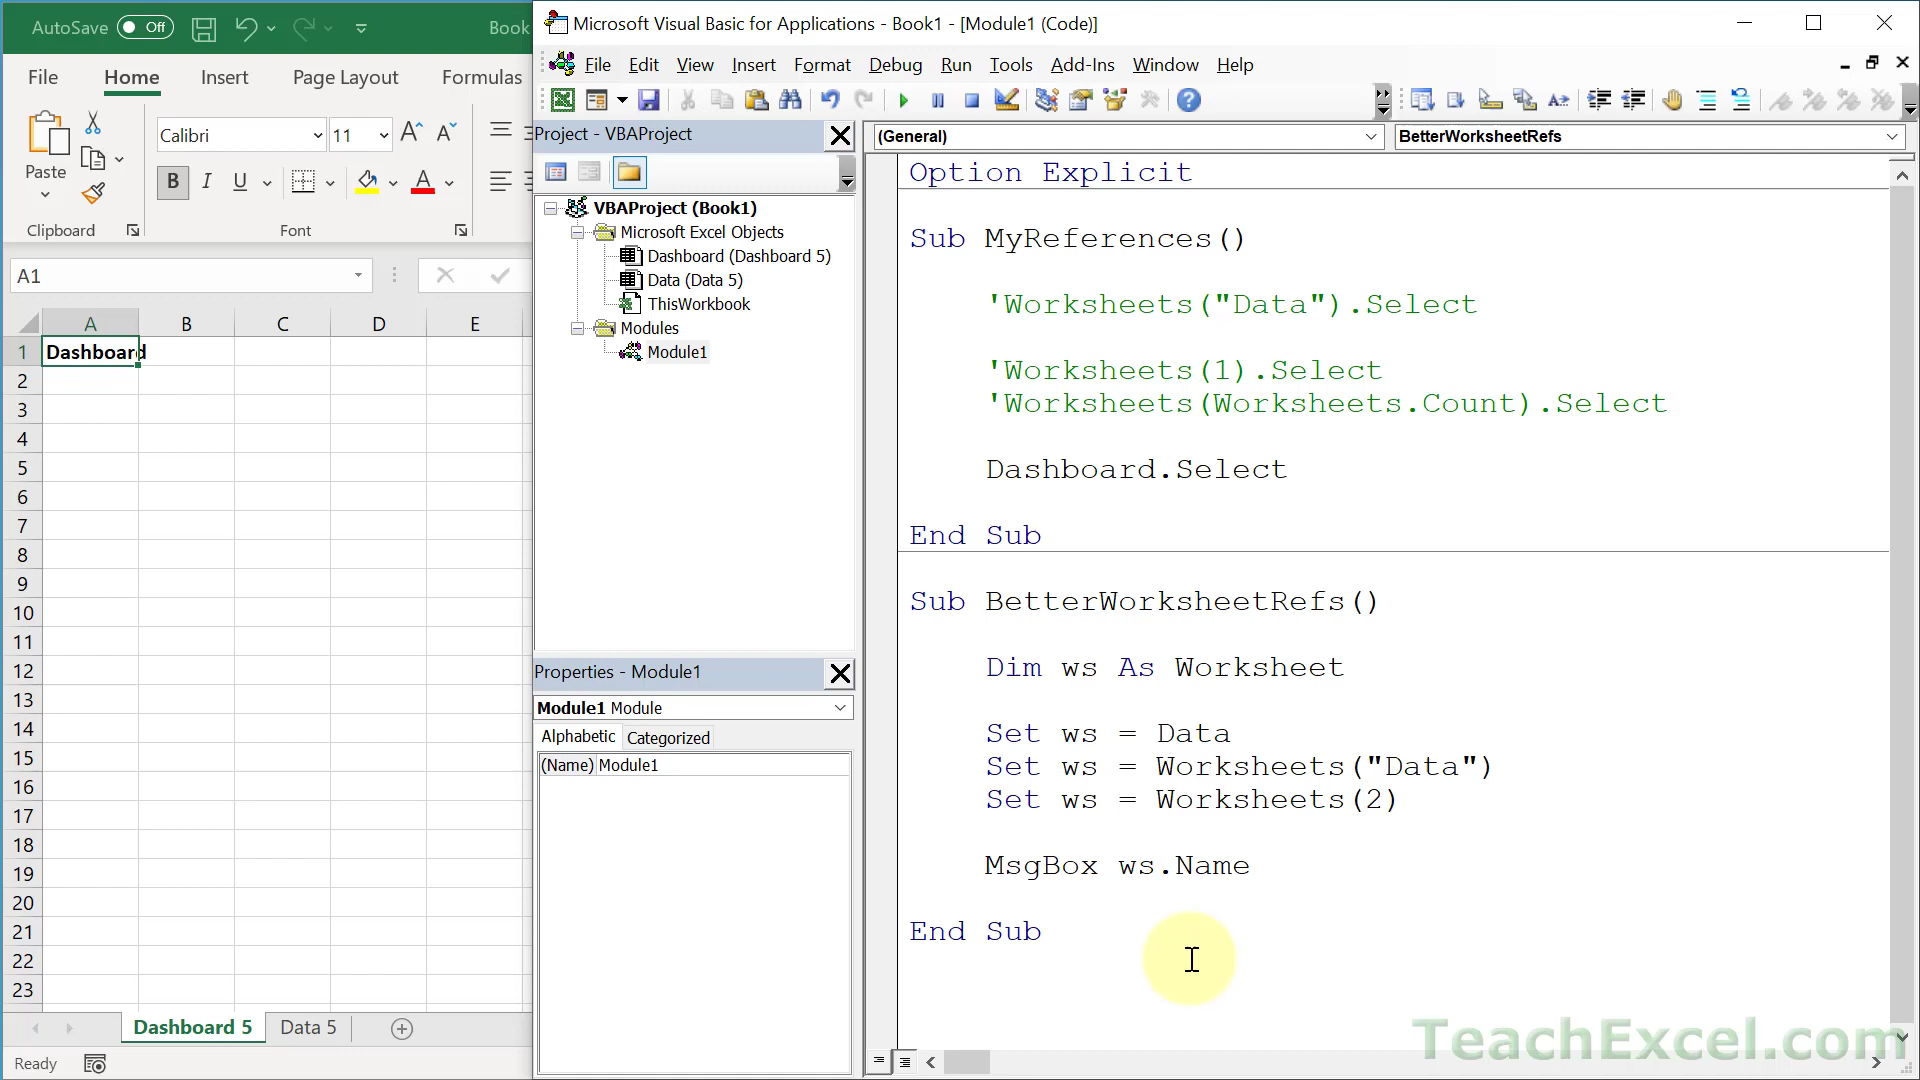 AutoSave Off Book
Microsoft Visual Basic for Applications - Book1 - [Module1 (Code)]
File Home Insert Page Layout Formulas
File Edit View Insert Format Debug Run Tools Add-Ins Window Help
Paste
Calibri 11
B I U
Clipboard Font
A1
A B C D E
1 Dashboard
2
3
4
5
6
7
8
9
10
11
12
13
14
15
16
17
18
19
20
21
22
23
Dashboard 5 Data 5
Ready
Project - VBAProject
VBAProject (Book1)
Microsoft Excel Objects
Dashboard (Dashboard 5)
Data (Data 5)
ThisWorkbook
Modules
Module1
Properties - Module1
Module1 Module
Alphabetic Categorized
(Name) Module1
(General) BetterWorksheetRefs
Option Explicit
Sub MyReferences()
'Worksheets("Data").Select
'Worksheets(1).Select
'Worksheets(Worksheets.Count).Select
Dashboard.Select
End Sub
Sub BetterWorksheetRefs()
Dim ws As Worksheet
Set ws = Data
Set ws = Worksheets("Data")
Set ws = Worksheets(2)
MsgBox ws.Name
End Sub
TeachExcel.com